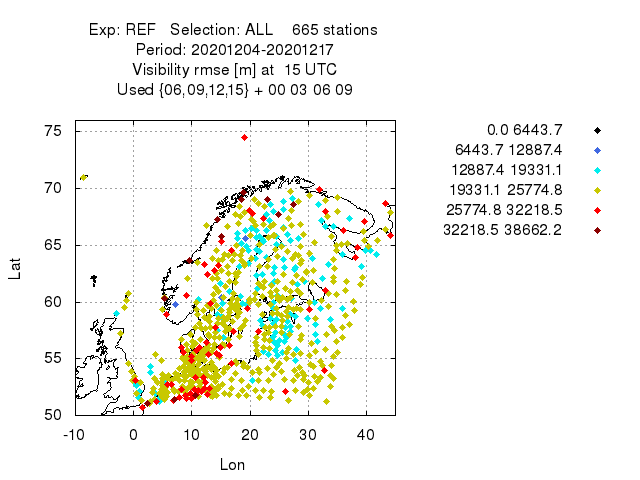 Exp: REF   Selection: ALL    665 stations
Period: 20201204-20201217
Visibility rmse [m] at  15 UTC
Used {06,09,12,15} + 00 03 06 09
0.0 6443.7
6443.7 12887.4
12887.4 19331.1
19331.1 25774.8
25774.8 32218.5
32218.5 38662.2
75
70
65
60
55
50
Lat
-10 0 10 20 30 40
Lon